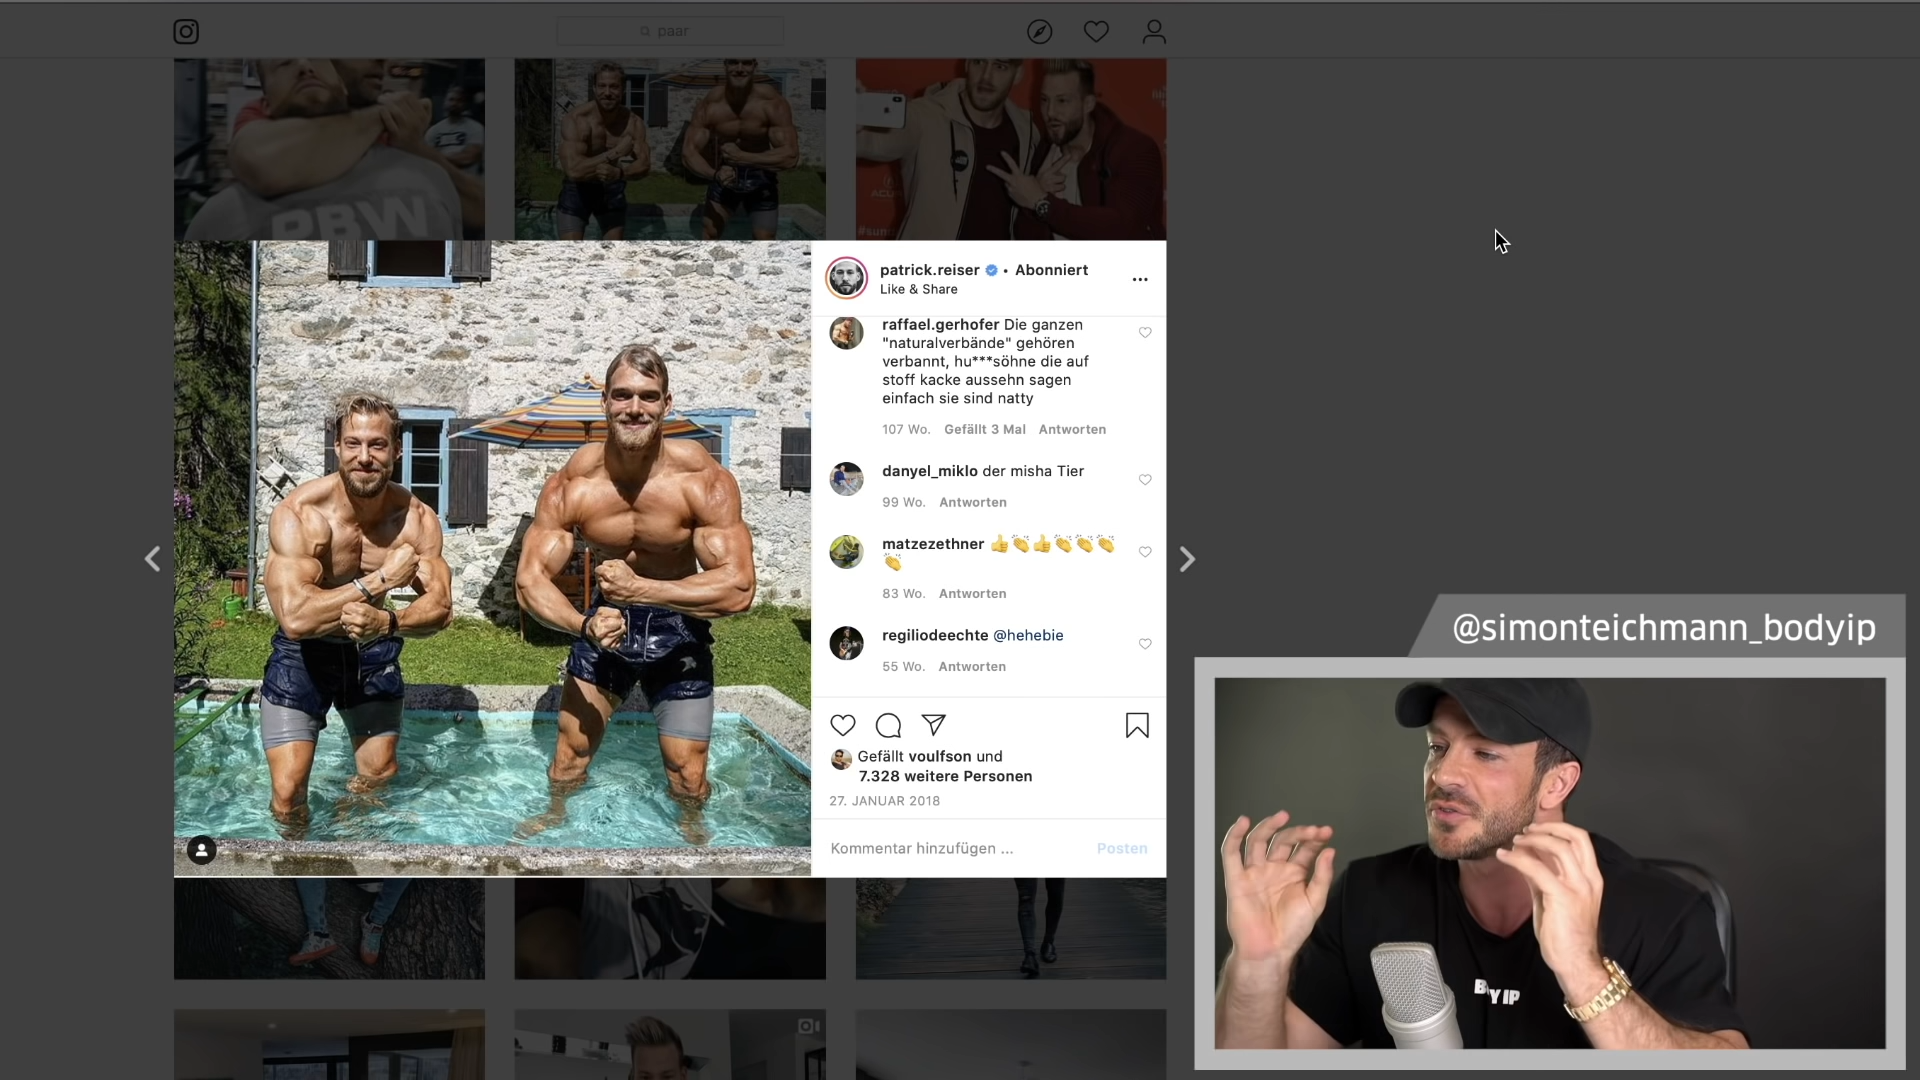 paar
PBW
patrick.reiser • Abonniert
Like & Share
raffael.gerhofer Die ganzen
"naturalverbände" gehören
verbannt, hu***söhne die auf
stoff kacke aussehn sagen
einfach sie sind natty
107 Wo. Gefällt 3 Mal Antworten
danyel_miklo der misha Tier
99 Wo. Antworten
matzezethner 👍👏👍👏👏👏
👏
83 Wo. Antworten
regiliodeechte @hehebie
55 Wo. Antworten
Gefällt voulfson und
7.328 weitere Personen
27. JANUAR 2018
Kommentar hinzufügen ... Posten
@simonteichmann_bodyip